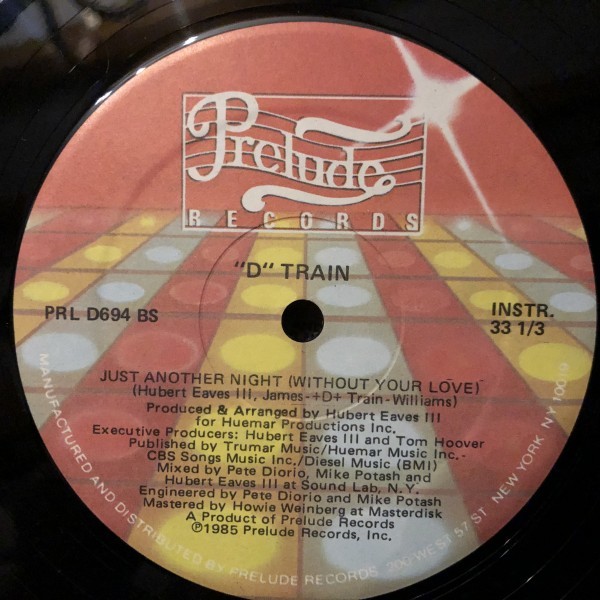 Prelude
RECORDS
"D" TRAIN
PRL D694 BS
INSTR.
33 1/3
JUST ANOTHER NIGHT (WITHOUT YOUR LOVE)
(Hubert Eaves III, James-+D+ Train-Williams)
Produced & Arranged by Hubert Eaves III
for Huemar Productions Inc.
Executive Producers: Hubert Eaves III and Tom Hoover
Published by Trumar Music/Huemar Music Inc.-
CBS Songs Music Inc./Diesel Music (BMI)
Mixed by Pete Diorio, Mike Potash and
Hubert Eaves III at Sound Lab, N.Y.
Engineered by Pete Diorio and Mike Potash
Mastered by Howie Weinberg at Masterdisk
A Product of Prelude Records
℗1985 Prelude Records, Inc.
MANUFACTURED AND DISTRIBUTED BY PRELUDE RECORDS 200 WEST 57 ST NEW YORK NY 10019